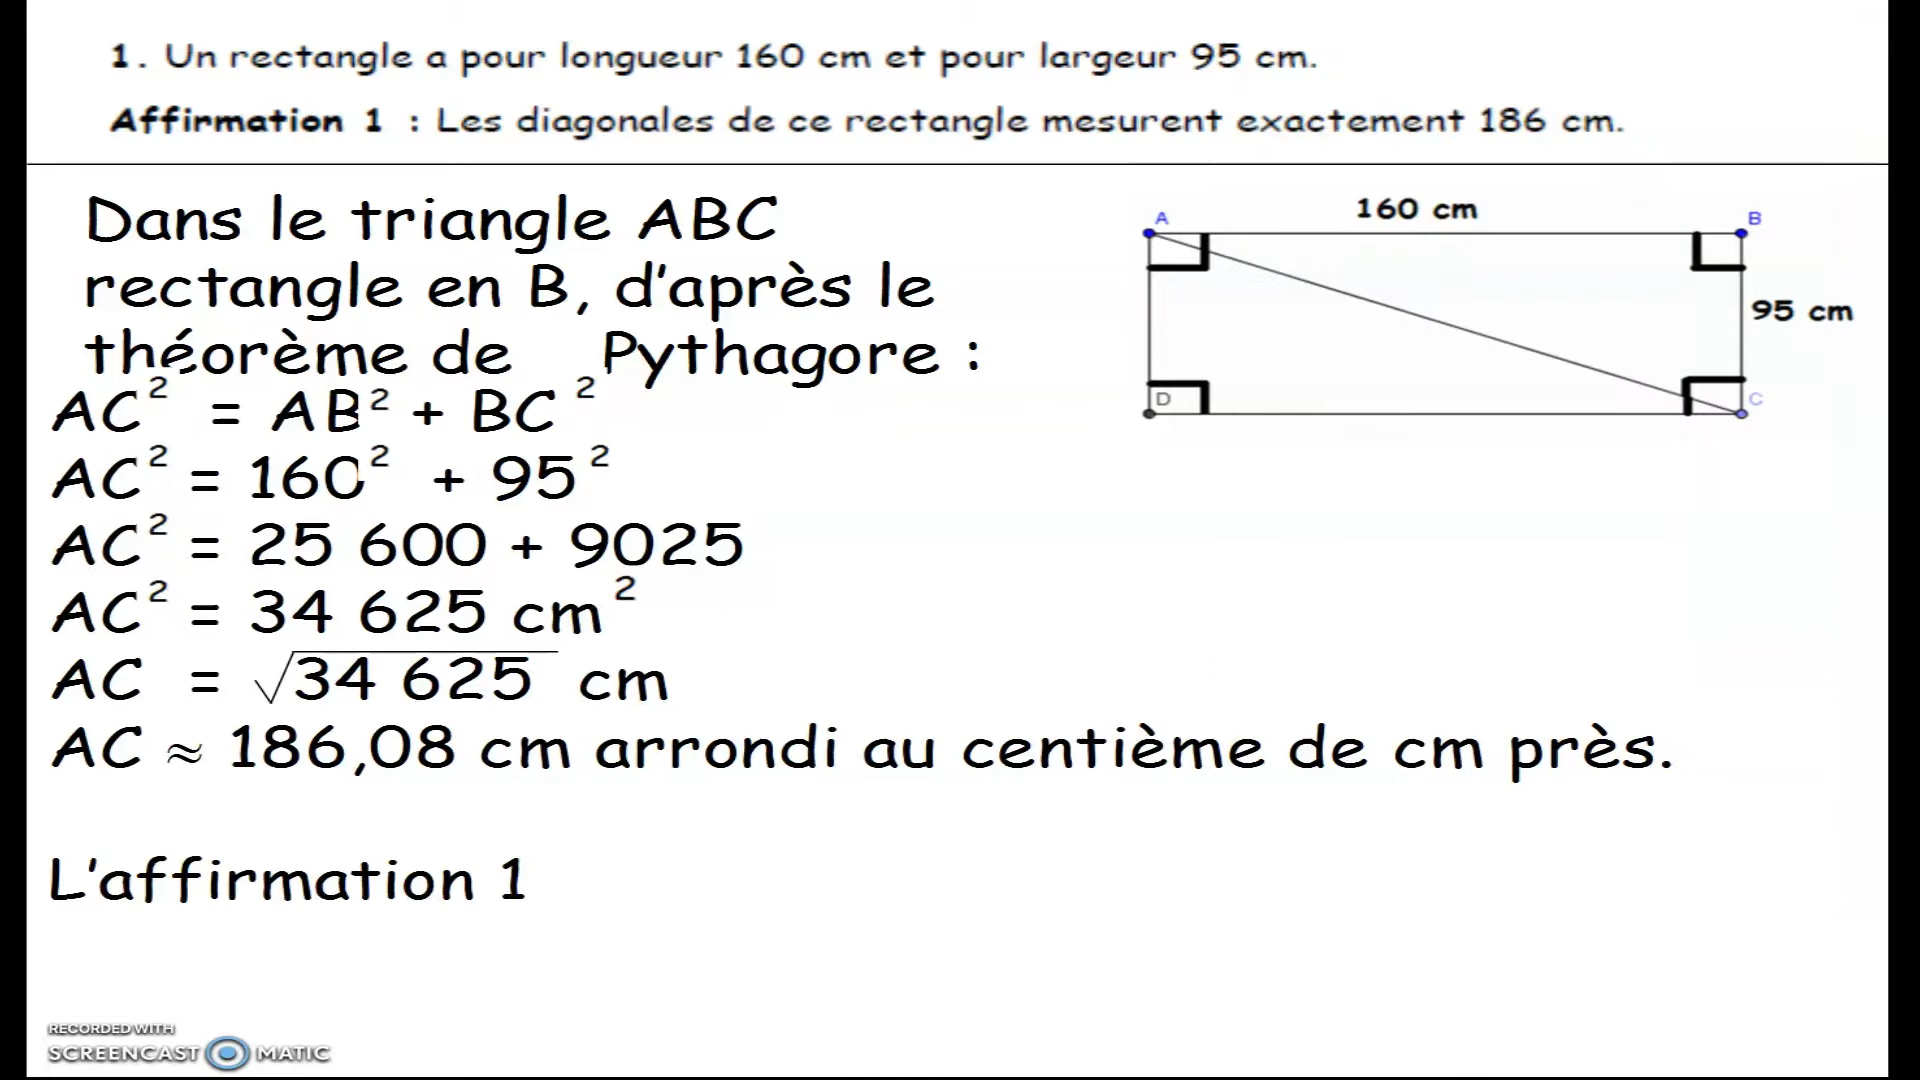 1. Un rectangle a pour longueur 160 cm et pour largeur 95 cm.
Affirmation 1 : Les diagonales de ce rectangle mesurent exactement 186 cm.
Dans le triangle ABC
rectangle en B, d'après le
théorème de Pythagore :
AC² = AB² + BC²
AC² = 160² + 95²
AC² = 25 600 + 9025
AC² = 34 625 cm²
AC = √34 625 cm
AC ≈ 186,08 cm arrondi au centième de cm près.
L'affirmation 1
A
160 cm
B
95 cm
D
C
RECORDED WITH
SCREENCAST MATIC